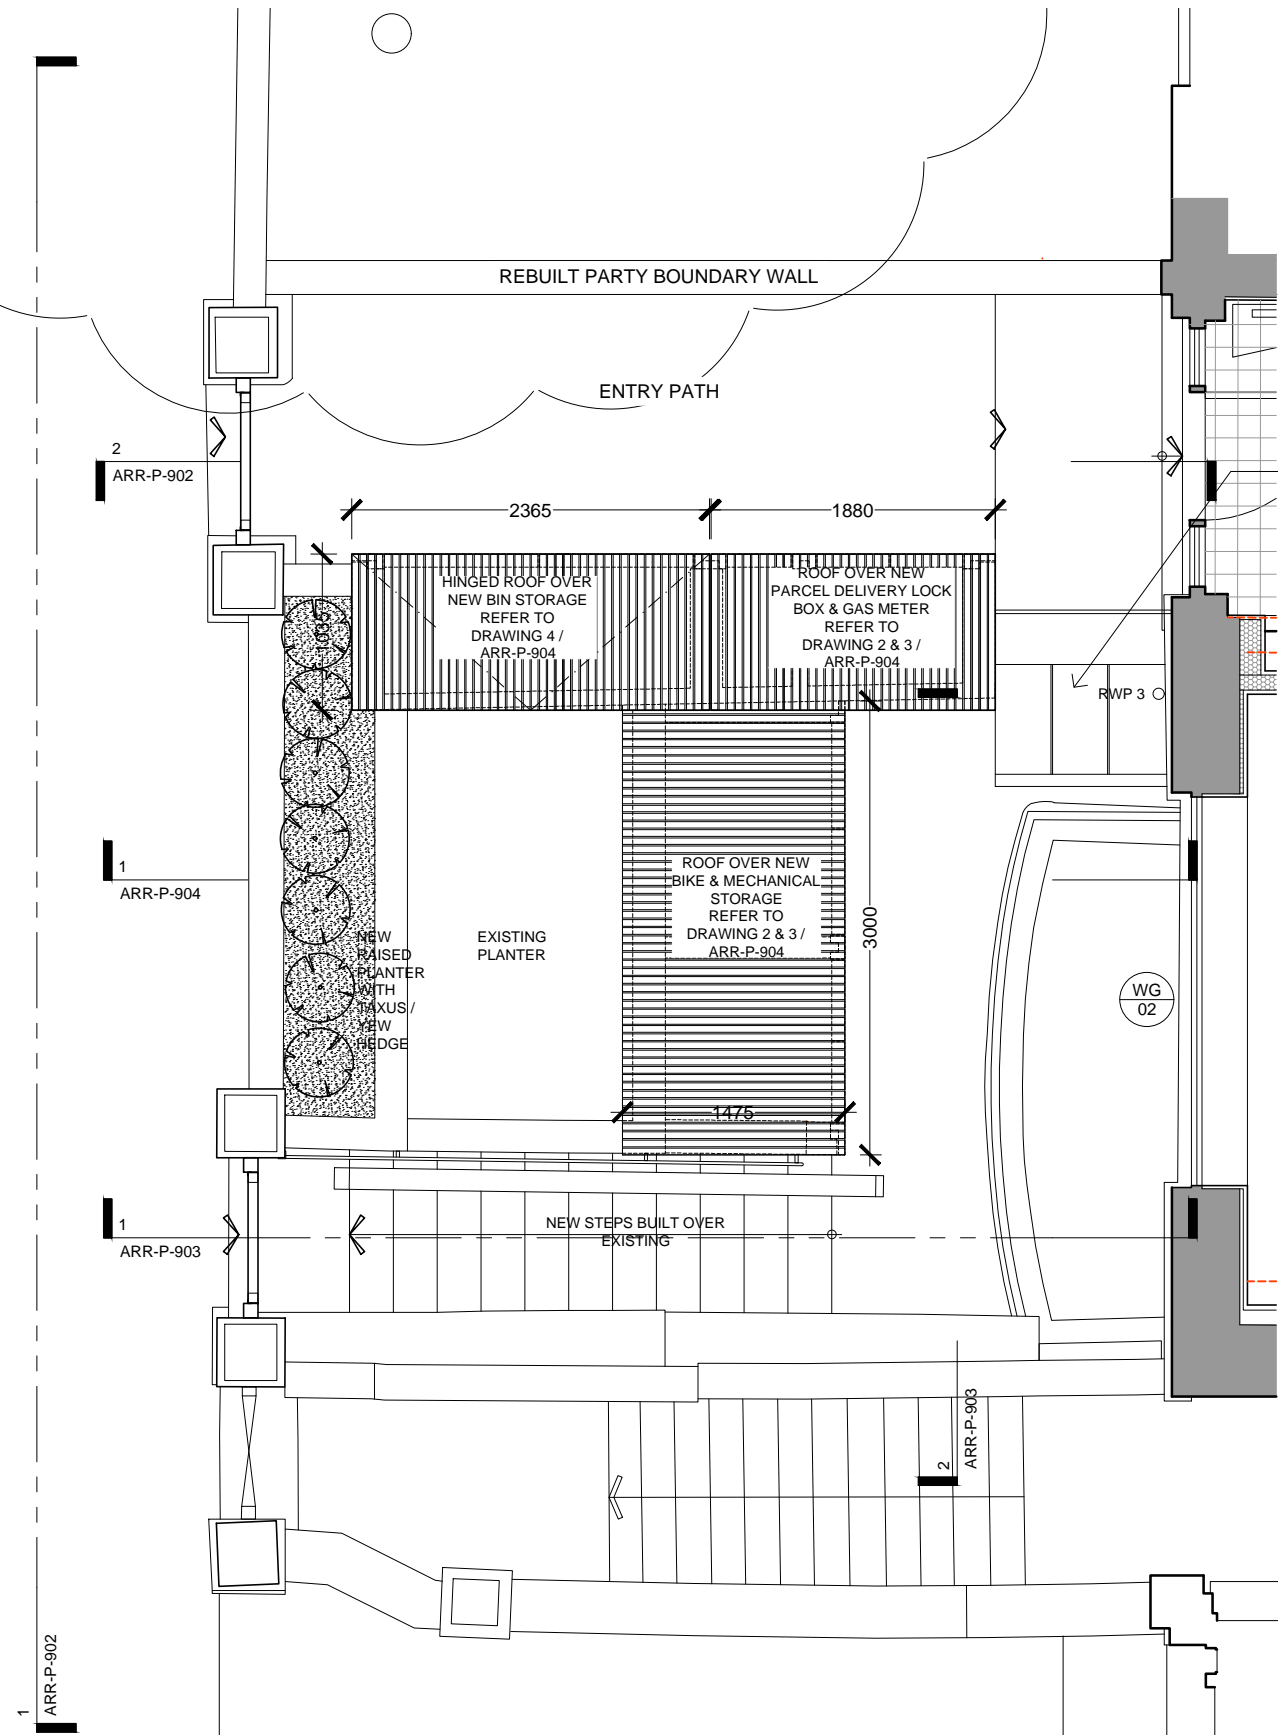 REBUILT PARTY BOUNDARY WALL
ENTRY PATH
2
ARR-P-902
2365
1880
HINGED ROOF OVER
NEW BIN STORAGE
REFER TO
DRAWING 4 /
ARR-P-904
ROOF OVER NEW
PARCEL DELIVERY LOCK
BOX & GAS METER
REFER TO
DRAWING 2 & 3 /
ARR-P-904
1035
RWP 3
1
ARR-P-904
ROOF OVER NEW
BIKE & MECHANICAL
STORAGE
REFER TO
DRAWING 2 & 3 /
ARR-P-904
3000
NEW
RAISED
PLANTER
WITH
TAXUS /
YEW
HEDGE
EXISTING
PLANTER
WG
02
1475
1
ARR-P-903
NEW STEPS BUILT OVER
EXISTING
2
ARR-P-903
1
ARR-P-902